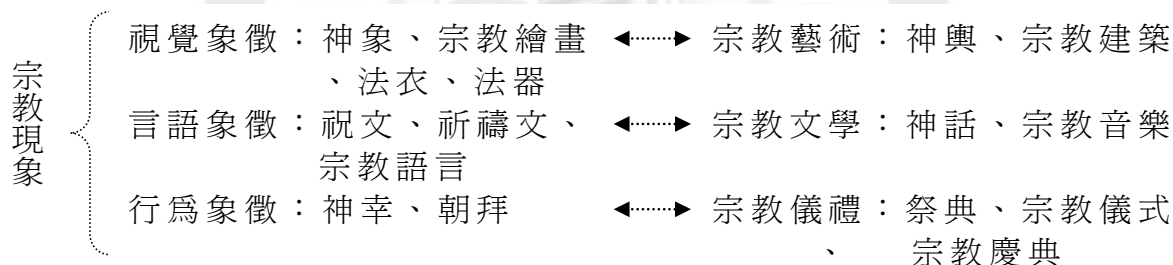 宗教現象
視覺象徵：神象、宗教繪畫 宗教藝術：神輿、宗教建築
、法衣、法器
言語象徵：祝文、祈禱文、 宗教文學：神話、宗教音樂
宗教語言
行爲象徵：神幸、朝拜 宗教儀禮：祭典、宗教儀式
、 宗教慶典